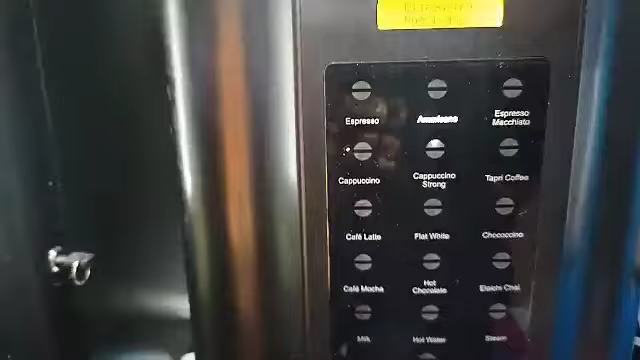 Espresso
Americano
Espresso
Macchiato
Cappuccino
Cappuccino
Strong
Tapri Coffee
Café Latte
Flat White
Chococcino
Café Mocha
Hot
Chocolate
Elaichi Chai
Milk
Hot Water
Steam